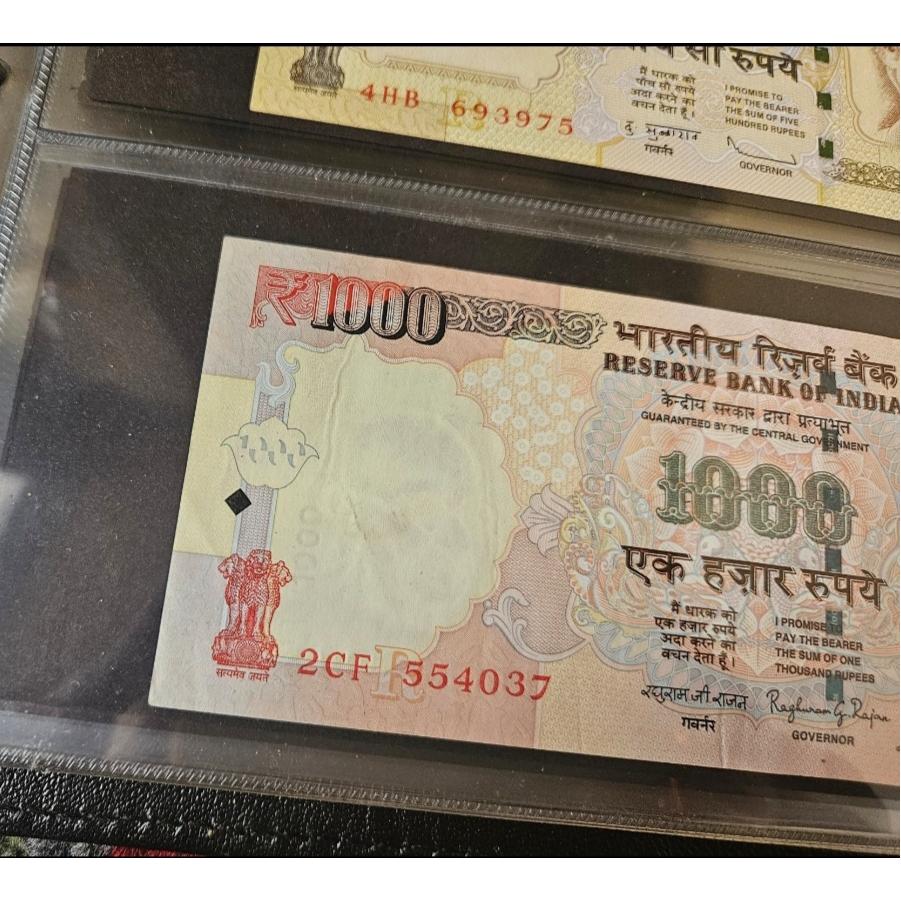 सौ रुपये
सत्यमेव जयते
4HB 693975
मैं धारक को
पाँच सौ रुपये
अदा करने का
वचन देता हूँ।
गवर्नर
I PROMISE TO
PAY THE BEARER
THE SUM OF FIVE
HUNDRED RUPEES
GOVERNOR
₹1000
भारतीय रिज़र्व बैंक
RESERVE BANK OF INDIA
केन्द्रीय सरकार द्वारा प्रत्याभूत
GUARANTEED BY THE CENTRAL GOVERNMENT
1000
एक हज़ार रुपये
मैं धारक को
एक हज़ार रुपये
अदा करने का
वचन देता हूँ।
I PROMISE TO
PAY THE BEARER
THE SUM OF ONE
THOUSAND RUPEES
सत्यमेव जयते
2CF R 554037
रघुराम जी राजन
गवर्नर
Raghuram G. Rajan
GOVERNOR